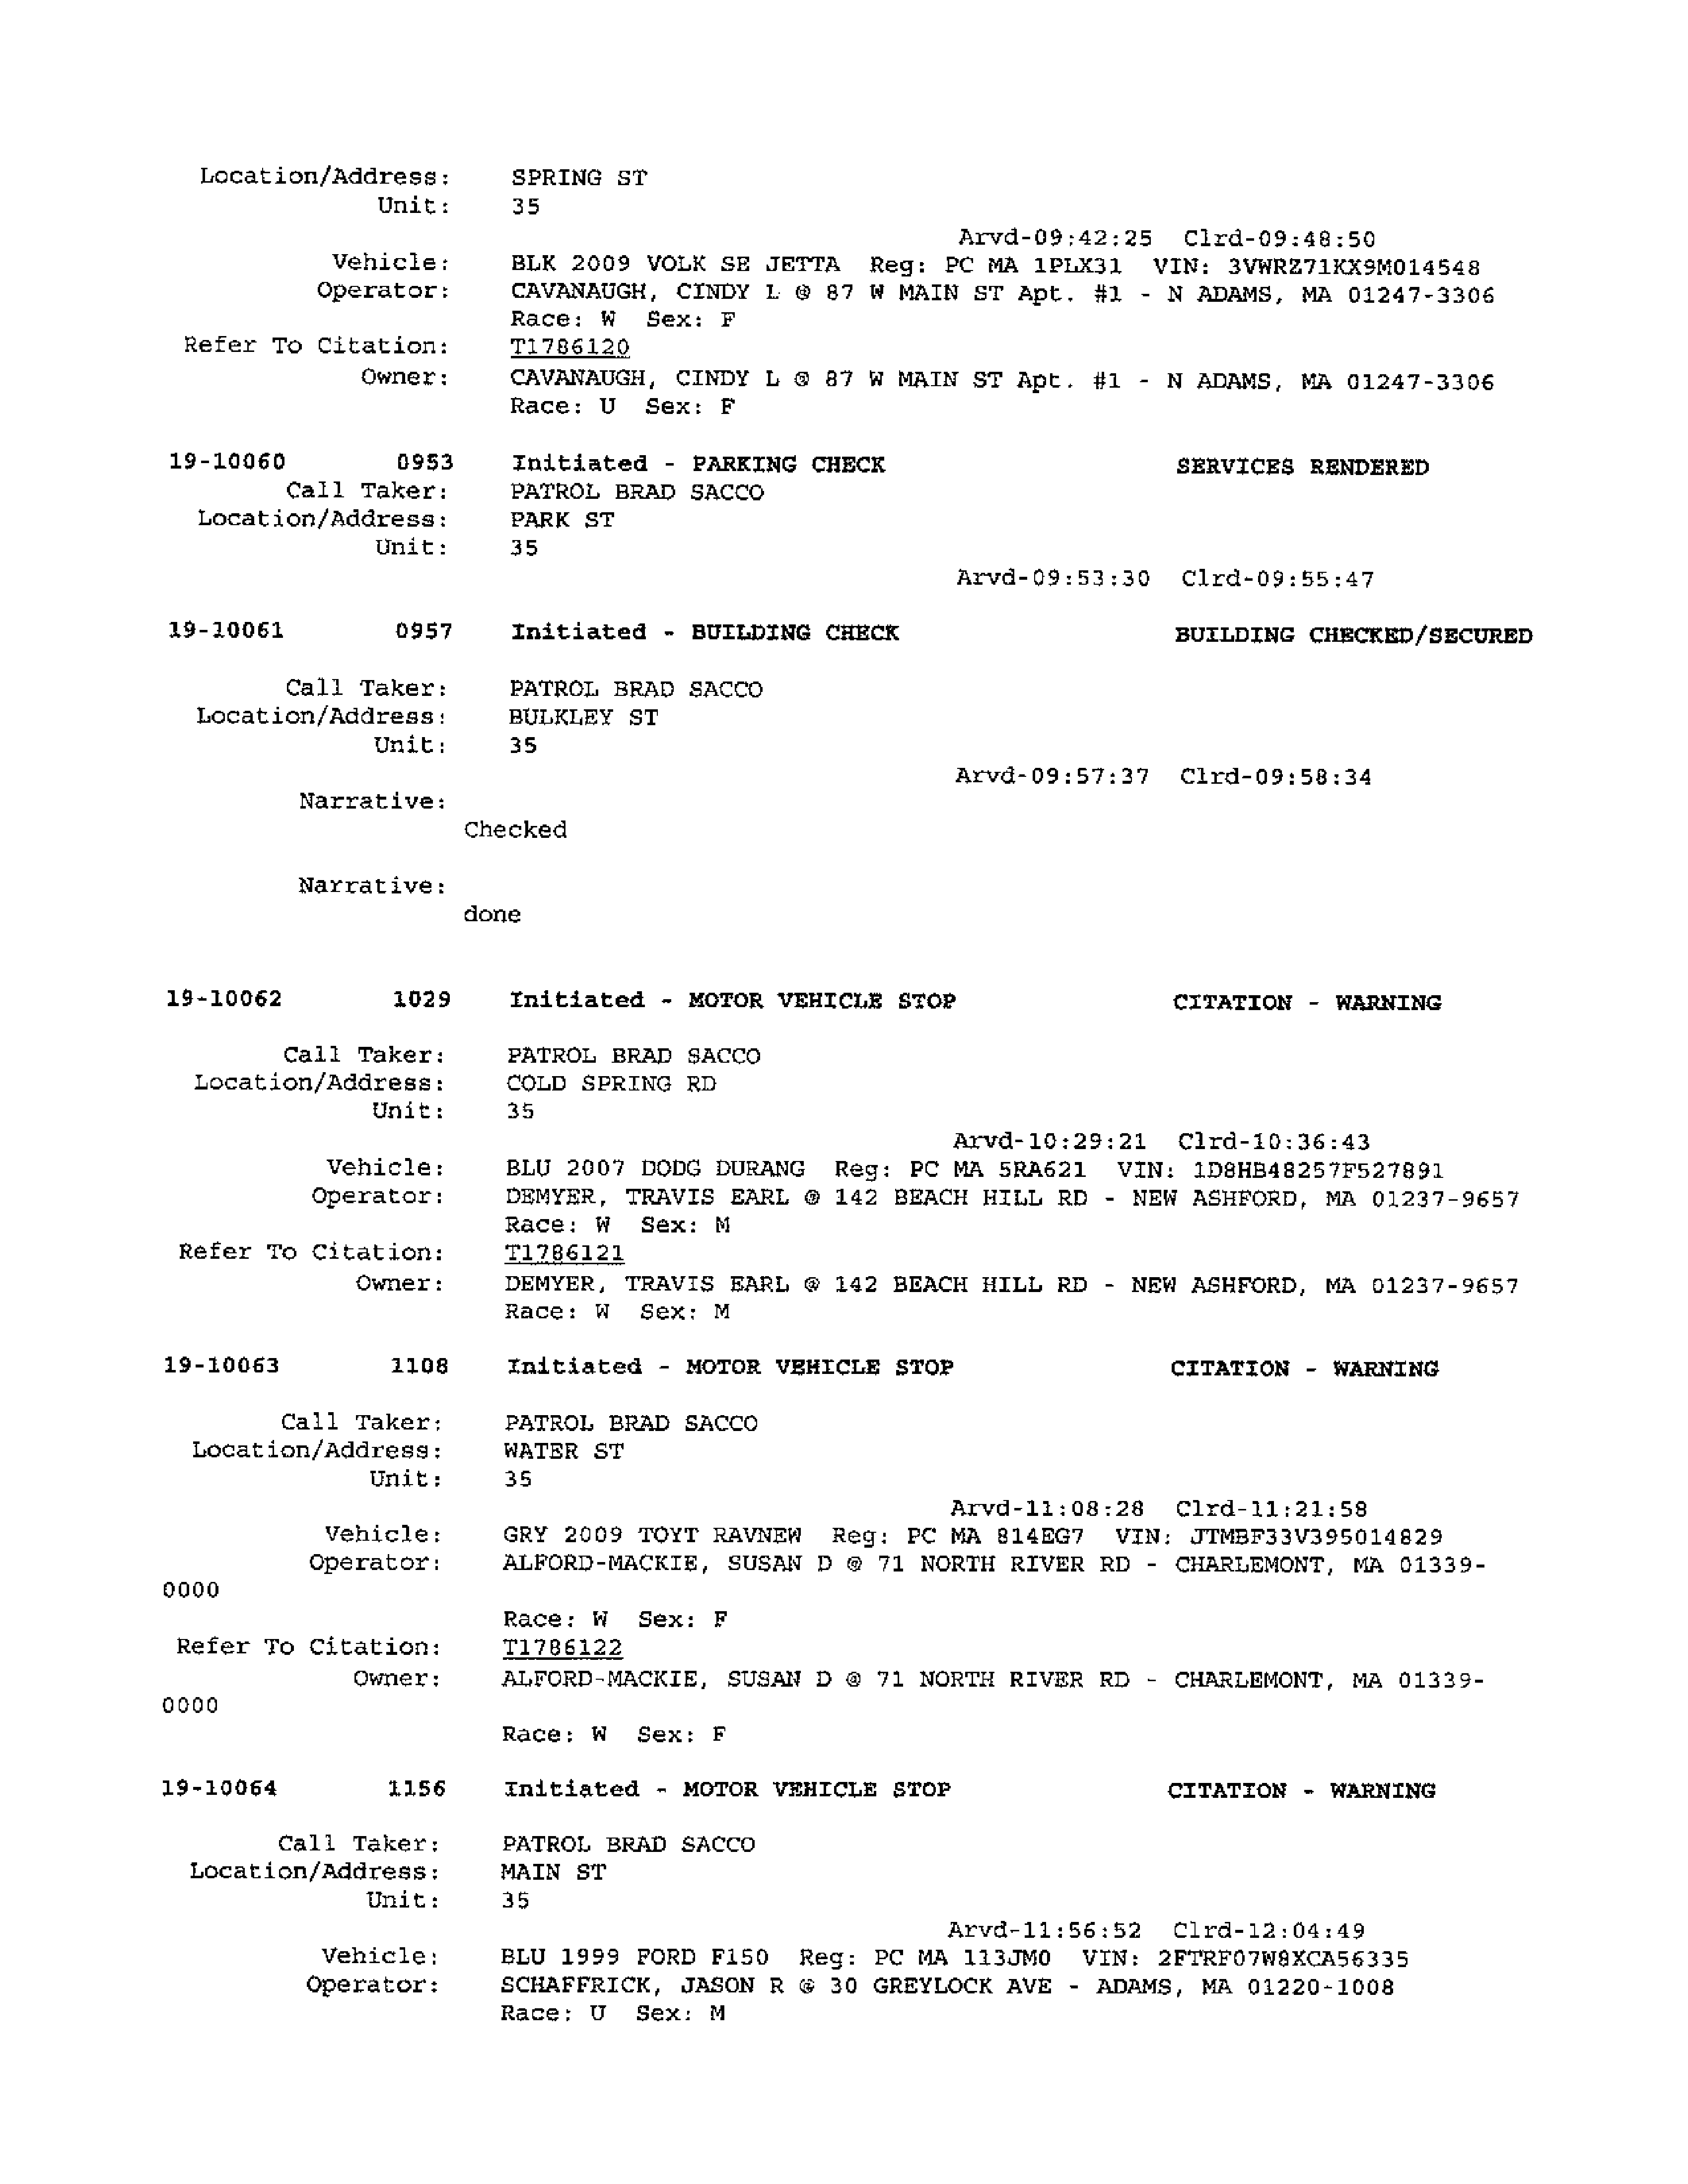 Location/Address: SPRING ST
Unit: 35
Arvd-09:42:25 Clrd-09:48:50
Vehicle: BLK 2009 VOLK SE JETTA Reg: PC MA 1PLX31 VIN: 3VWRZ71KX9M014548
Operator: CAVANAUGH, CINDY L @ 87 W MAIN ST Apt. #1 - N ADAMS, MA 01247-3306
Race: W Sex: F
Refer To Citation: T1786120
Owner: CAVANAUGH, CINDY L @ 87 W MAIN ST Apt. #1 - N ADAMS, MA 01247-3306
Race: U Sex: F
19-10060 0953 Initiated - PARKING CHECK SERVICES RENDERED
Call Taker: PATROL BRAD SACCO
Location/Address: PARK ST
Unit: 35
Arvd-09:53:30 Clrd-09:55:47
19-10061 0957 Initiated - BUILDING CHECK BUILDING CHECKED/SECURED
Call Taker: PATROL BRAD SACCO
Location/Address: BULKLEY ST
Unit: 35
Arvd-09:57:37 Clrd-09:58:34
Narrative:
Checked
Narrative:
done
19-10062 1029 Initiated - MOTOR VEHICLE STOP CITATION - WARNING
Call Taker: PATROL BRAD SACCO
Location/Address: COLD SPRING RD
Unit: 35
Arvd-10:29:21 Clrd-10:36:43
Vehicle: BLU 2007 DODG DURANG Reg: PC MA 5RA621 VIN: 1D8HB48257F527891
Operator: DEMYER, TRAVIS EARL @ 142 BEACH HILL RD - NEW ASHFORD, MA 01237-9657
Race: W Sex: M
Refer To Citation: T1786121
Owner: DEMYER, TRAVIS EARL @ 142 BEACH HILL RD - NEW ASHFORD, MA 01237-9657
Race: W Sex: M
19-10063 1108 Initiated - MOTOR VEHICLE STOP CITATION - WARNING
Call Taker: PATROL BRAD SACCO
Location/Address: WATER ST
Unit: 35
Arvd-11:08:28 Clrd-11:21:58
Vehicle: GRY 2009 TOYT RAVNEW Reg: PC MA 814EG7 VIN: JTMBF33V395014829
Operator: ALFORD-MACKIE, SUSAN D @ 71 NORTH RIVER RD - CHARLEMONT, MA 01339-
0000
Race: W Sex: F
Refer To Citation: T1786122
Owner: ALFORD-MACKIE, SUSAN D @ 71 NORTH RIVER RD - CHARLEMONT, MA 01339-
0000
Race: W Sex: F
19-10064 1156 Initiated - MOTOR VEHICLE STOP CITATION - WARNING
Call Taker: PATROL BRAD SACCO
Location/Address: MAIN ST
Unit: 35
Arvd-11:56:52 Clrd-12:04:49
Vehicle: BLU 1999 FORD F150 Reg: PC MA 113JM0 VIN: 2FTRF07W8XCA56335
Operator: SCHAFFRICK, JASON R @ 30 GREYLOCK AVE - ADAMS, MA 01220-1008
Race: U Sex: M